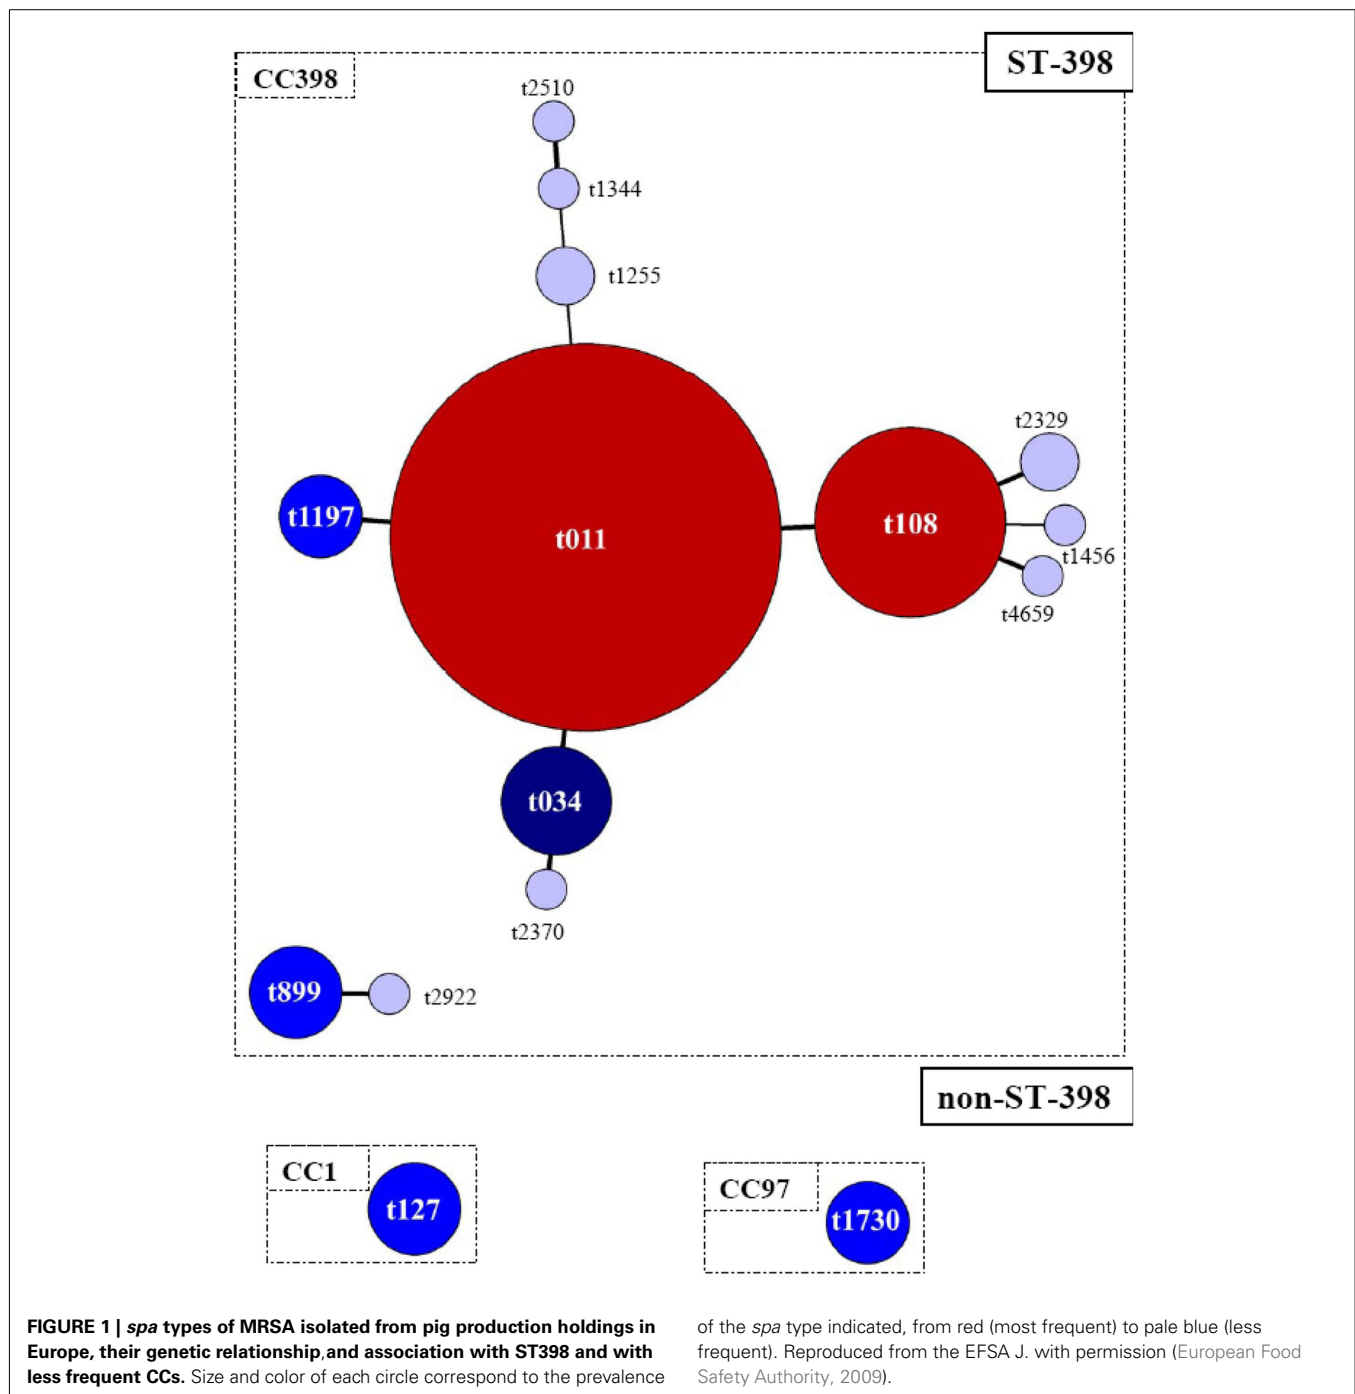 ST-398
CC398
t2510
t1344
t1255
t2329
t1197
t011
t108
t1456
t4659
t034
t2370
t899
t2922
non-ST-398
CC1
t127
CC97
t1730
FIGURE 1 | spa types of MRSA isolated from pig production holdings in
Europe, their genetic relationship,and association with ST398 and with
less frequent CCs. Size and color of each circle correspond to the prevalence
of the spa type indicated, from red (most frequent) to pale blue (less
frequent). Reproduced from the EFSA J. with permission (European Food
Safety Authority, 2009).